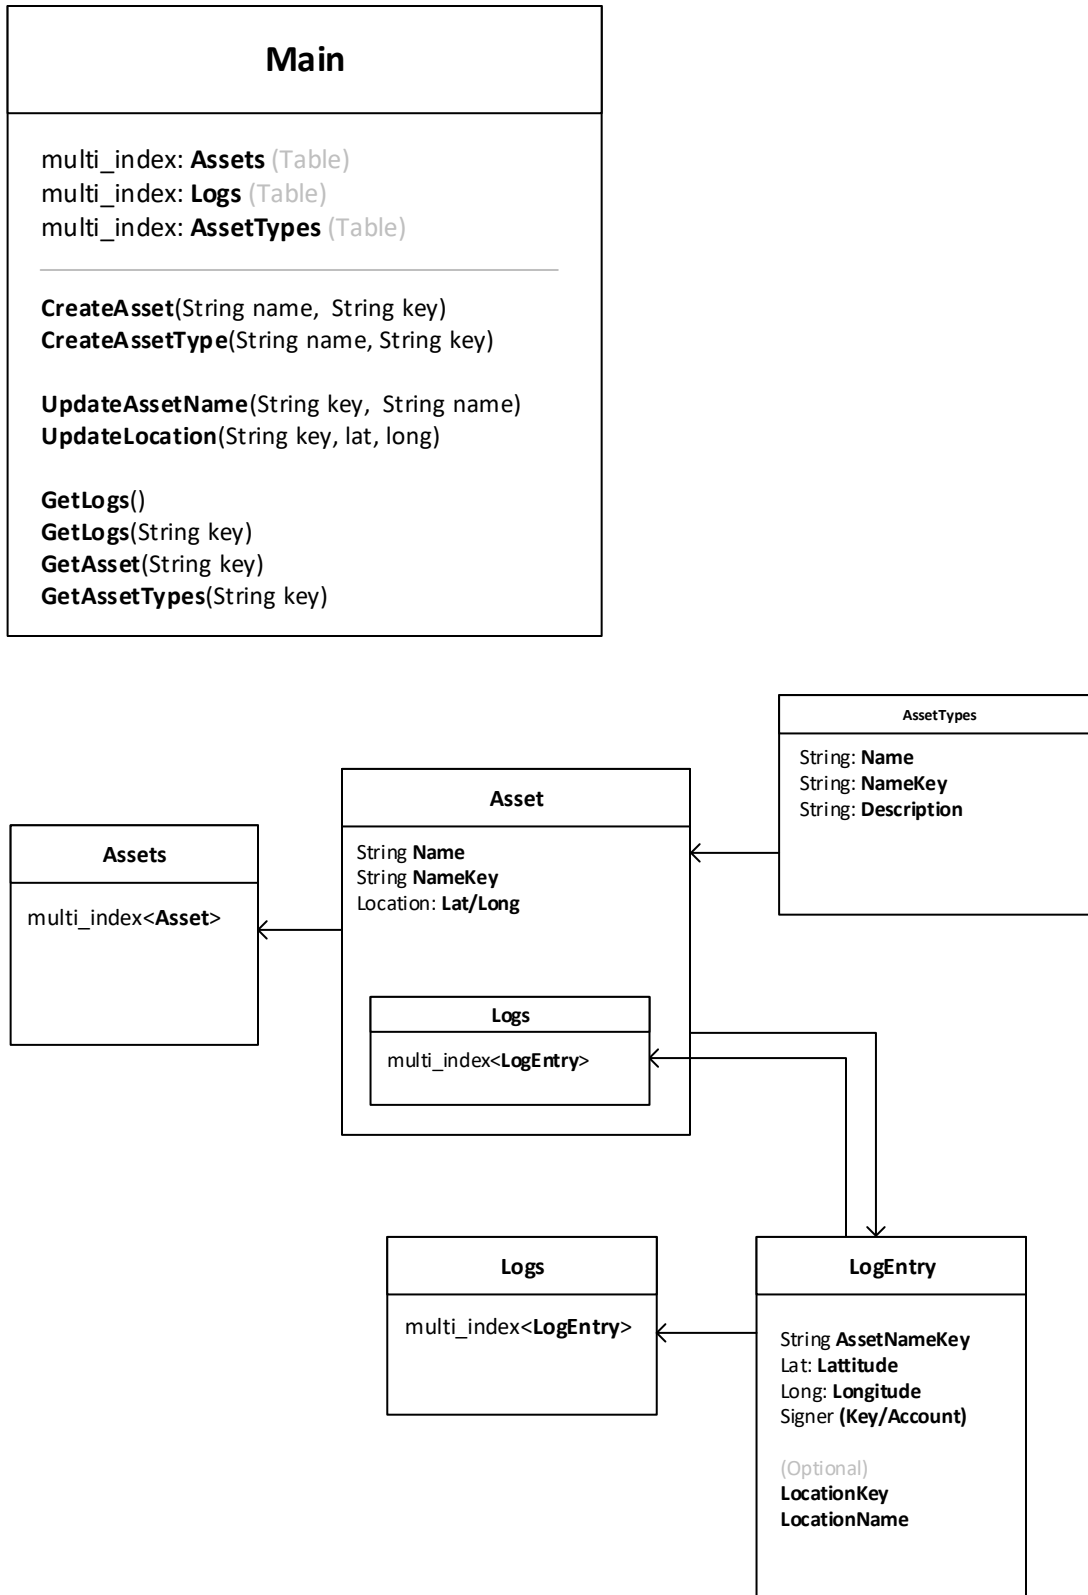 Main
multi_index: Assets (Table)
multi_index: Logs (Table)
multi_index: AssetTypes (Table)
CreateAsset(String name, String key)
CreateAssetType(String name, String key)
UpdateAssetName(String key, String name)
UpdateLocation(String key, lat, long)
GetLogs()
GetLogs(String key)
GetAsset(String key)
GetAssetTypes(String key)
AssetTypes
String: Name
String: NameKey
String: Description
Asset
String Name
String NameKey
Location: Lat/Long
Assets
multi_index<Asset>
Logs
multi_index<LogEntry>
Logs
multi_index<LogEntry>
LogEntry
String AssetNameKey
Lat: Lattitude
Long: Longitude
Signer (Key/Account)
(Optional)
LocationKey
LocationName